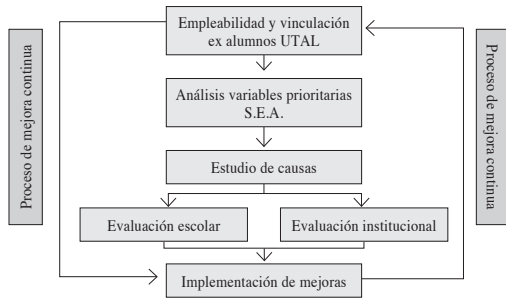 Empleabilidad y vinculación
ex alumnos UTAL
Proceso de mejora continua
Proceso de mejora continua
Análisis variables prioritarias
S.E.A.
Estudio de causas
Evaluación escolar
Evaluación institucional
Implementación de mejoras